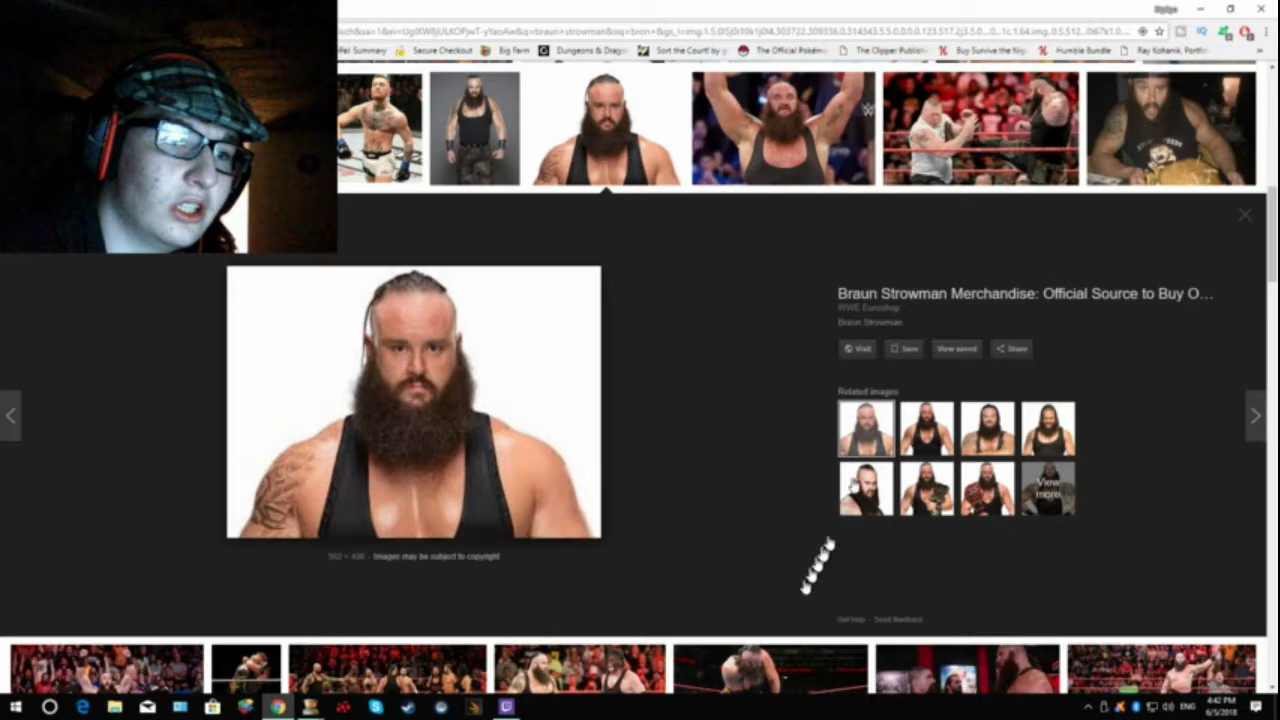 Secure Checkout
Big Farm
Dungeons & Drago
Sort the Court! by
The Official Pokém
The Clipper Publish
Buy Survive the Nig
Humble Bundle
Ray Kohanik, Portfo
Braun Strowman Merchandise: Official Source to Buy O...
WWE Euroshop
Braun Strowman
Visit
Save
View saved
Share
Related images:
View more
Images may be subject to copyright
Get help - Send feedback
ENG
4:42 PM
6/5/2018